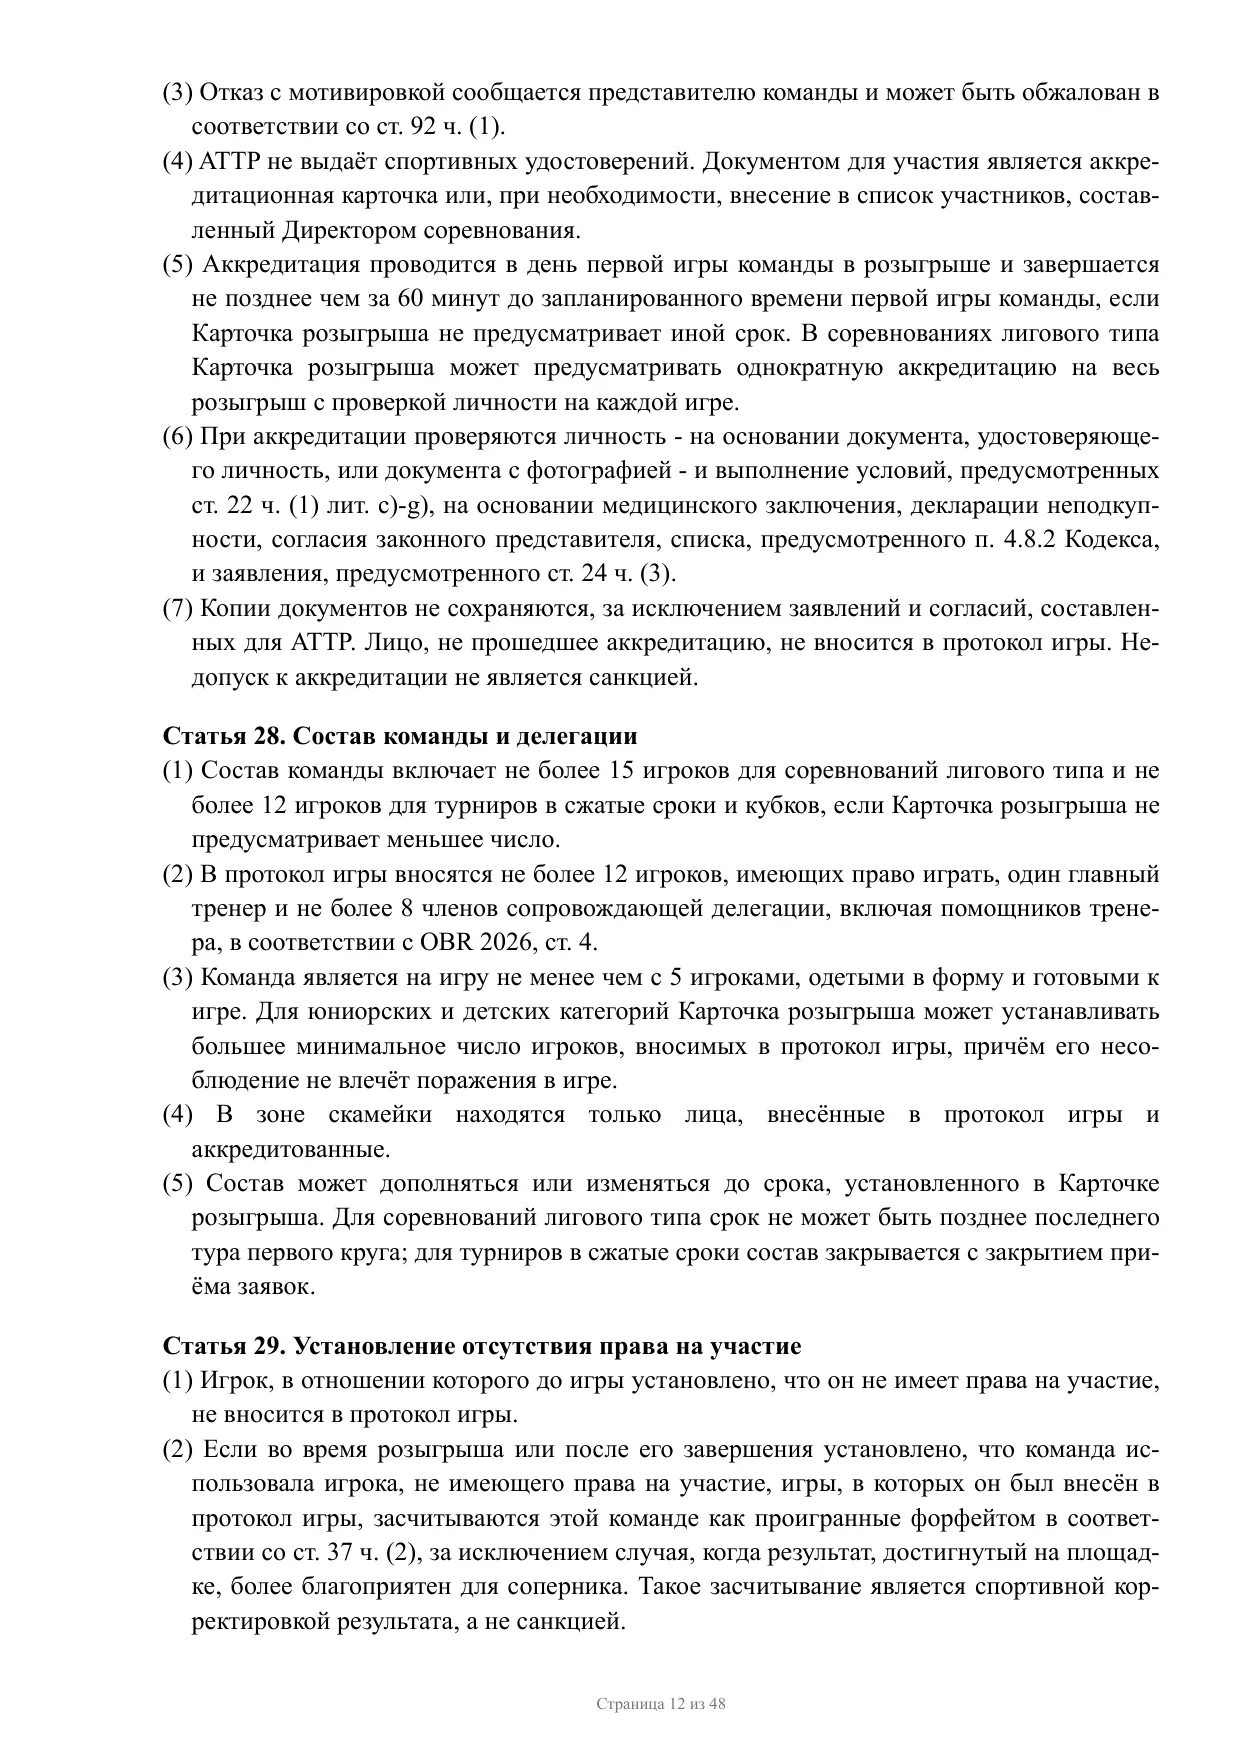 (3) Отказ с мотивировкой сообщается представителю команды и может быть обжалован в
соответствии со ст. 92 ч. (1).
(4) АТТР не выдаёт спортивных удостоверений. Документом для участия является аккре-
дитационная карточка или, при необходимости, внесение в список участников, состав-
ленный Директором соревнования.
(5) Аккредитация проводится в день первой игры команды в розыгрыше и завершается
не позднее чем за 60 минут до запланированного времени первой игры команды, если
Карточка розыгрыша не предусматривает иной срок. В соревнованиях лигового типа
Карточка розыгрыша может предусматривать однократную аккредитацию на весь
розыгрыш с проверкой личности на каждой игре.
(6) При аккредитации проверяются личность - на основании документа, удостоверяюще-
го личность, или документа с фотографией - и выполнение условий, предусмотренных
ст. 22 ч. (1) лит. c)-g), на основании медицинского заключения, декларации неподкуп-
ности, согласия законного представителя, списка, предусмотренного п. 4.8.2 Кодекса,
и заявления, предусмотренного ст. 24 ч. (3).
(7) Копии документов не сохраняются, за исключением заявлений и согласий, составлен-
ных для АТТР. Лицо, не прошедшее аккредитацию, не вносится в протокол игры. Не-
допуск к аккредитации не является санкцией.
Статья 28. Состав команды и делегации
(1) Состав команды включает не более 15 игроков для соревнований лигового типа и не
более 12 игроков для турниров в сжатые сроки и кубков, если Карточка розыгрыша не
предусматривает меньшее число.
(2) В протокол игры вносятся не более 12 игроков, имеющих право играть, один главный
тренер и не более 8 членов сопровождающей делегации, включая помощников трене-
ра, в соответствии с OBR 2026, ст. 4.
(3) Команда является на игру не менее чем с 5 игроками, одетыми в форму и готовыми к
игре. Для юниорских и детских категорий Карточка розыгрыша может устанавливать
большее минимальное число игроков, вносимых в протокол игры, причём его несо-
блюдение не влечёт поражения в игре.
(4) В зоне скамейки находятся только лица, внесённые в протокол игры и
аккредитованные.
(5) Состав может дополняться или изменяться до срока, установленного в Карточке
розыгрыша. Для соревнований лигового типа срок не может быть позднее последнего
тура первого круга; для турниров в сжатые сроки состав закрывается с закрытием при-
ёма заявок.
Статья 29. Установление отсутствия права на участие
(1) Игрок, в отношении которого до игры установлено, что он не имеет права на участие,
не вносится в протокол игры.
(2) Если во время розыгрыша или после его завершения установлено, что команда ис-
пользовала игрока, не имеющего права на участие, игры, в которых он был внесён в
протокол игры, засчитываются этой команде как проигранные форфейтом в соответ-
ствии со ст. 37 ч. (2), за исключением случая, когда результат, достигнутый на площад-
ке, более благоприятен для соперника. Такое засчитывание является спортивной кор-
ректировкой результата, а не санкцией.
Страница 12 из 48